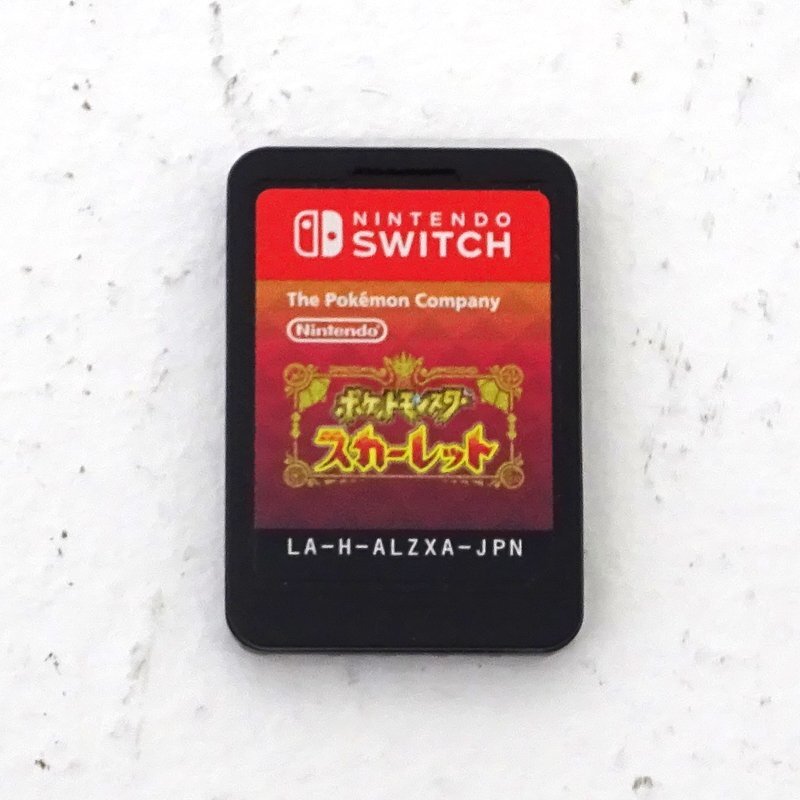 NINTENDO
SWITCH
The Pokémon Company
Nintendo
ポケットモンスター
スカーレット
LA-H-ALZXA-JPN